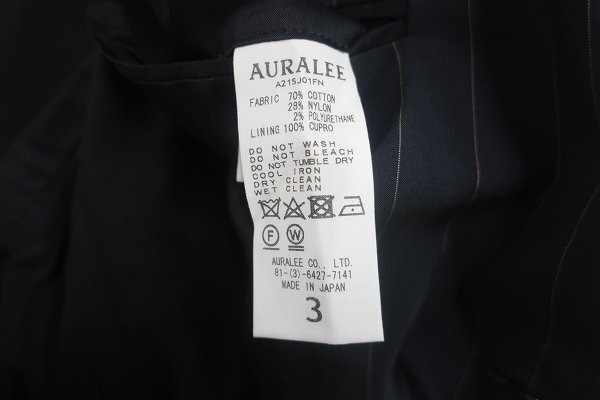 AURALEE
A21SJ01FN
FABRIC 70% COTTON
28% NYLON
2% POLYURETHANE
LINING 100% CUPRO
DO NOT WASH
DO NOT BLEACH
DO NOT TUMBLE DRY
COOL IRON
DRY CLEAN
WET CLEAN
F W
AURALEE CO., LTD.
81-(3)-6427-7141
MADE IN JAPAN
3